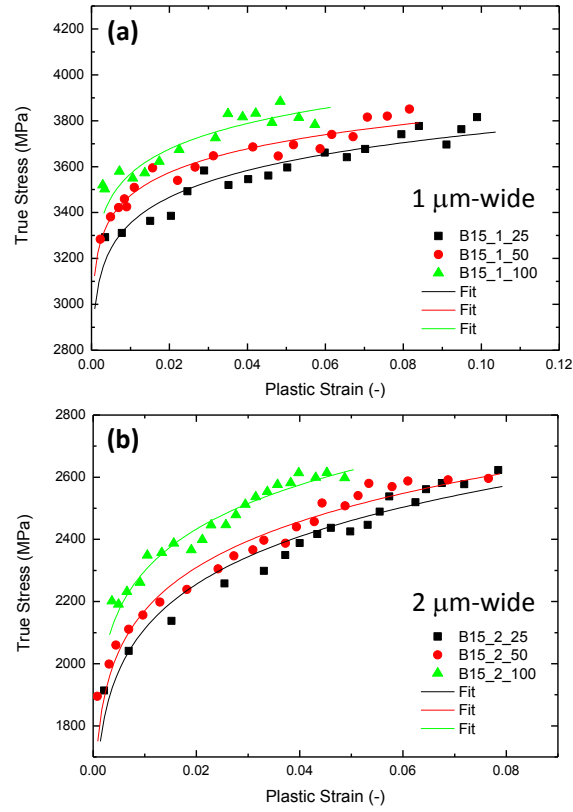 (a)
4200
4000
3800
3600
3400
3200
3000
2800
True Stress (MPa)
1 μm-wide
B15_1_25
B15_1_50
B15_1_100
Fit
Fit
Fit
0.00 0.02 0.04 0.06 0.08 0.10 0.12
Plastic Strain (-)
(b)
2800
2600
2400
2200
2000
1800
True Stress (MPa)
2 μm-wide
B15_2_25
B15_2_50
B15_2_100
Fit
Fit
Fit
0.00 0.02 0.04 0.06 0.08
Plastic Strain (-)